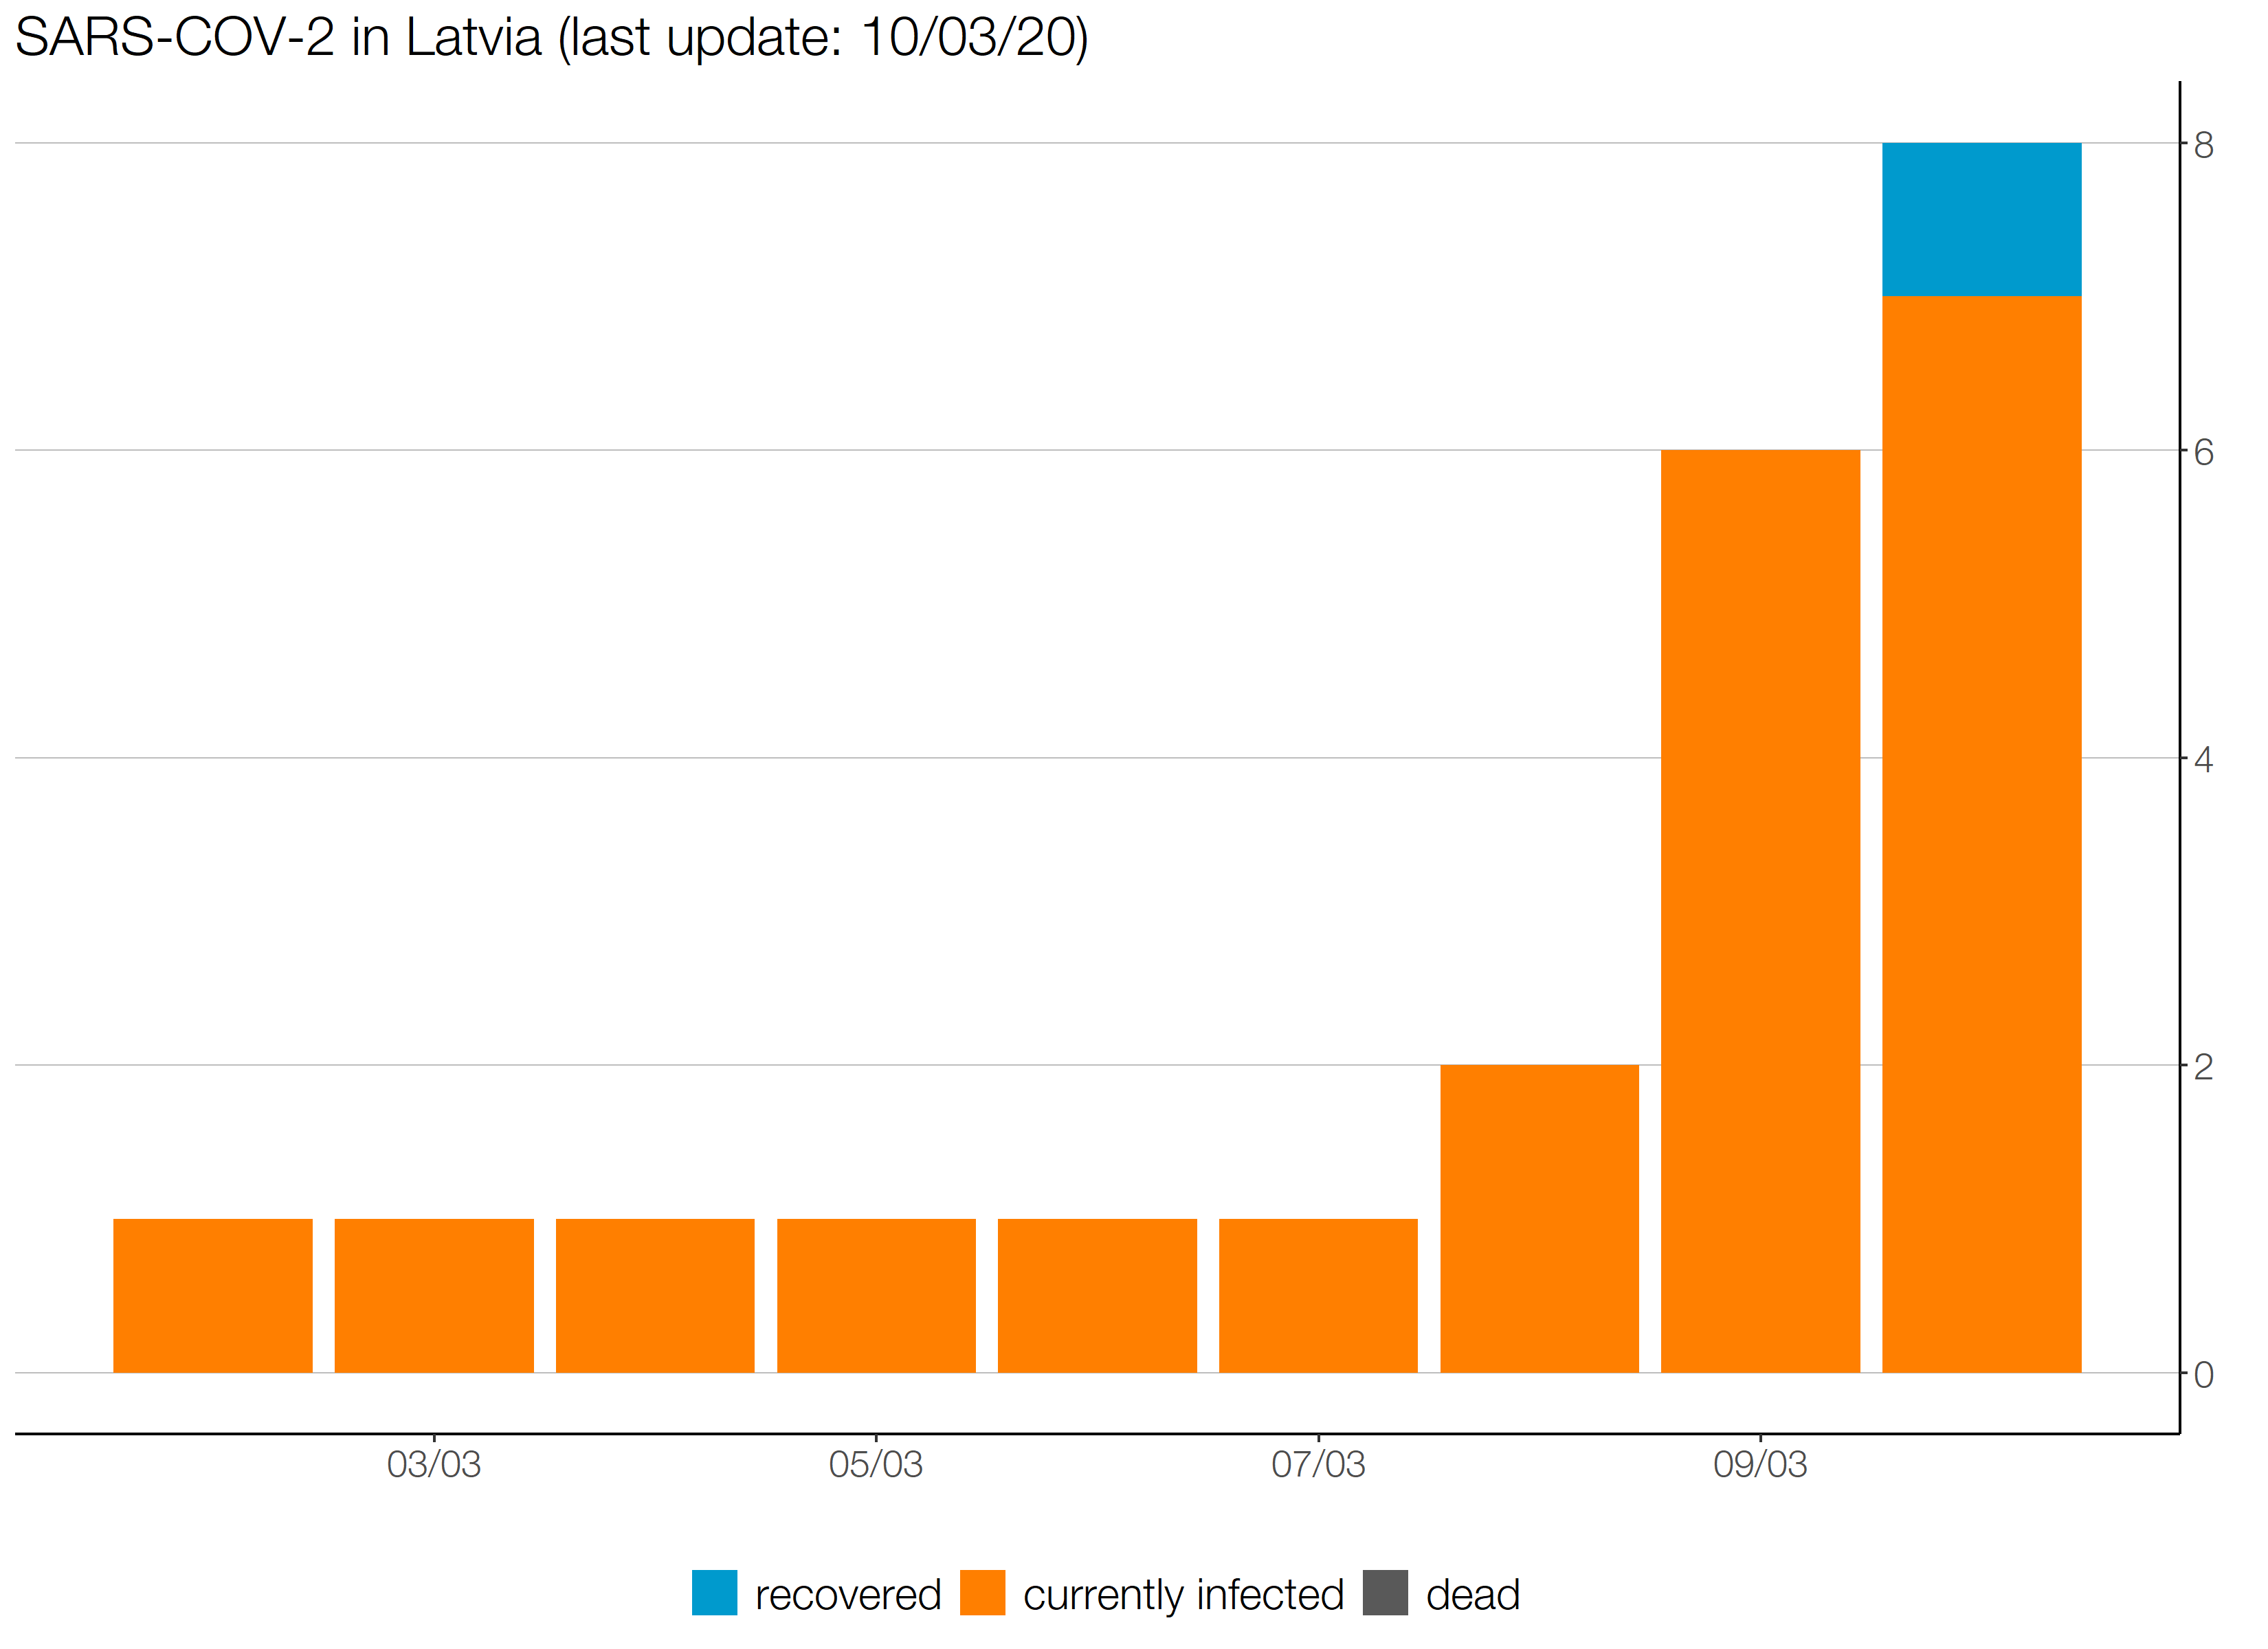 SARS-COV-2 in Latvia (last update: 10/03/20)
8
6
4
2
0
03/03 05/03 07/03 09/03
recovered currently infected dead